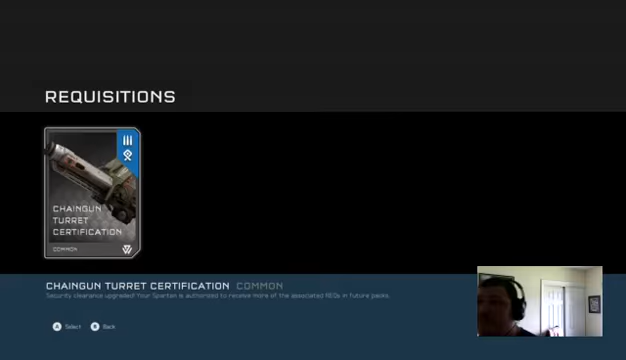 REQUISITIONS
CHAINGUN
TURRET
CERTIFICATION
COMMON
CHAINGUN TURRET CERTIFICATION COMMON
Security clearance upgraded! Your Spartan is authorized to receive more of the associated REQs in future packs.
A Select B Back